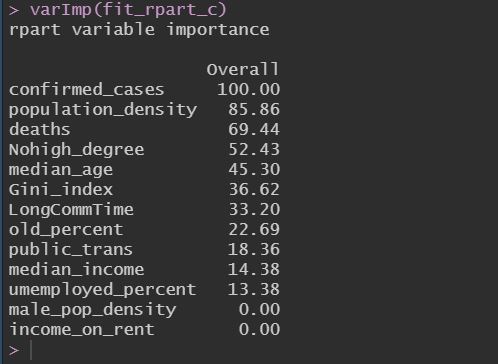 > varImp(fit_rpart_c)
rpart variable importance
Overall
confirmed_cases 100.00
population_density 85.86
deaths 69.44
Nohigh_degree 52.43
median_age 45.30
Gini_index 36.62
LongCommTime 33.20
old_percent 22.69
public_trans 18.36
median_income 14.38
umemployed_percent 13.38
male_pop_density 0.00
income_on_rent 0.00
>